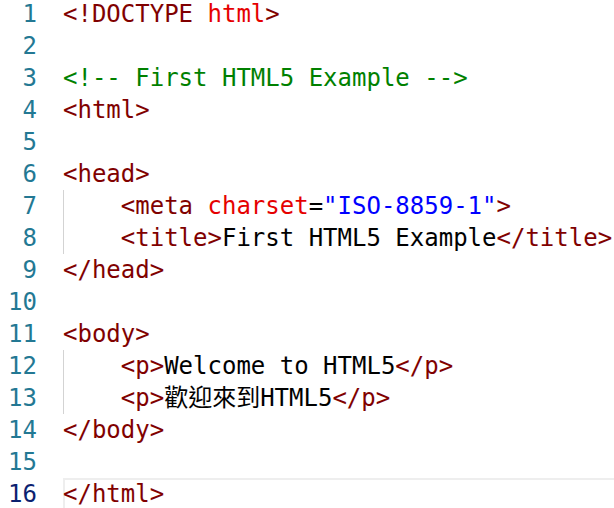 1 <!DOCTYPE html>
2
3 <!-- First HTML5 Example -->
4 <html>
5
6 <head>
7     <meta charset="ISO-8859-1">
8     <title>First HTML5 Example</title>
9 </head>
10
11 <body>
12     <p>Welcome to HTML5</p>
13     <p>歡迎來到HTML5</p>
14 </body>
15
16 </html>